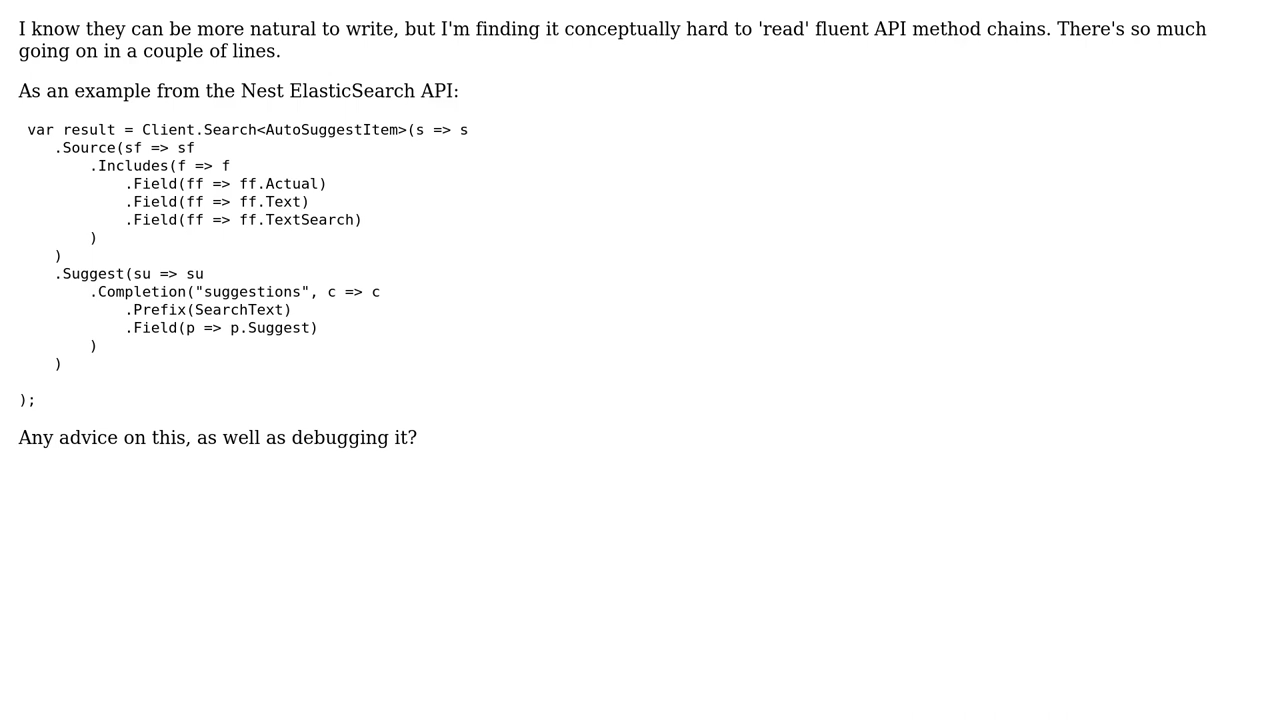 I know they can be more natural to write, but I'm finding it conceptually hard to 'read' fluent API method chains. There's so much
going on in a couple of lines.
As an example from the Nest ElasticSearch API:
var result = Client.Search<AutoSuggestItem>(s => s
.Source(sf => sf
.Includes(f => f
.Field(ff => ff.Actual)
.Field(ff => ff.Text)
.Field(ff => ff.TextSearch)
)
)
.Suggest(su => su
.Completion("suggestions", c => c
.Prefix(SearchText)
.Field(p => p.Suggest)
)
)
);
Any advice on this, as well as debugging it?